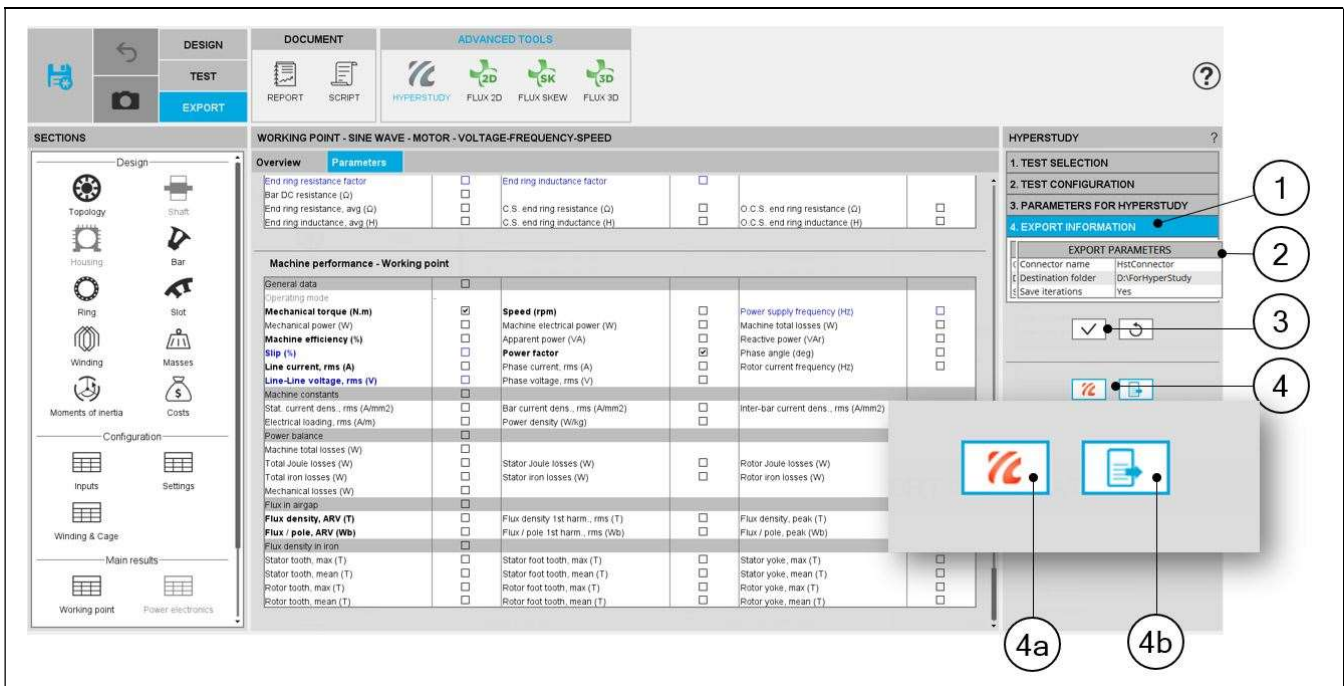 DESIGN
TEST
EXPORT
DOCUMENT
REPORT
SCRIPT
ADVANCED TOOLS
HYPERSTUDY
2D
FLUX 2D
SK
FLUX SKEW
3D
FLUX 3D
?
SECTIONS
Design
Topology
Shaft
Housing
Bar
Ring
Slot
Winding
Masses
Moments of inertia
$
Costs
Configuration
Inputs
Settings
Winding & Cage
Main results
Working point
Power electronics
WORKING POINT - SINE WAVE - MOTOR - VOLTAGE-FREQUENCY-SPEED
Overview Parameters
End ring resistance factor End ring inductance factor
Bar DC resistance (Ω)
End ring resistance, avg (Ω) C.S. end ring resistance (Ω) O.C.S. end ring resistance (Ω)
End ring inductance, avg (H) C.S. end ring inductance (H) O.C.S. end ring inductance (H)
Machine performance - Working point
General data
Operating mode -
Mechanical torque (N.m) Speed (rpm) Power supply frequency (Hz)
Mechanical power (W) Machine electrical power (W) Machine total losses (W)
Machine efficiency (%) Apparent power (VA) Reactive power (VAr)
Slip (%) Power factor Phase angle (deg)
Line current, rms (A) Phase current, rms (A) Rotor current frequency (Hz)
Line-Line voltage, rms (V) Phase voltage, rms (V)
Machine constants
Stat. current dens., rms (A/mm2) Bar current dens., rms (A/mm2) Inter-bar current dens., rms (A/mm2)
Electrical loading, rms (A/m) Power density (W/kg)
Power balance
Machine total losses (W)
Total Joule losses (W) Stator Joule losses (W) Rotor Joule losses (W)
Total iron losses (W) Stator iron losses (W) Rotor iron losses (W)
Mechanical losses (W)
Flux in airgap
Flux density, ARV (T) Flux density 1st harm., rms (T) Flux density, peak (T)
Flux / pole, ARV (Wb) Flux / pole 1st harm., rms (Wb) Flux / pole, peak (Wb)
Flux density in iron
Stator tooth, max (T) Stator foot tooth, max (T) Stator yoke, max (T)
Stator tooth, mean (T) Stator foot tooth, mean (T) Stator yoke, mean (T)
Rotor tooth, max (T) Rotor foot tooth, max (T) Rotor yoke, max (T)
Rotor tooth, mean (T) Rotor foot tooth, mean (T) Rotor yoke, mean (T)
HYPERSTUDY ?
1. TEST SELECTION
2. TEST CONFIGURATION
3. PARAMETERS FOR HYPERSTUDY
4. EXPORT INFORMATION
EXPORT PARAMETERS
Connector name HstConnector
Destination folder D:\ForHyperStudy
Save iterations Yes
1
2
3
4
4a
4b